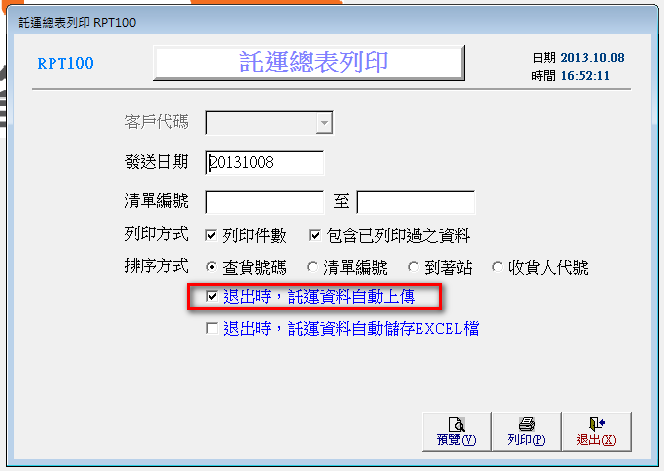 託運總表列印 RPT100
RPT100
託運總表列印
日期 2013.10.08
時間 16:52:11
客戶代碼
發送日期 20131008
清單編號 至
列印方式 列印件數 包含已列印過之資料
排序方式 查貨號碼 清單編號 到著站 收貨人代號
退出時，託運資料自動上傳
退出時，託運資料自動儲存EXCEL檔
預覽(V) 列印(P) 退出(X)